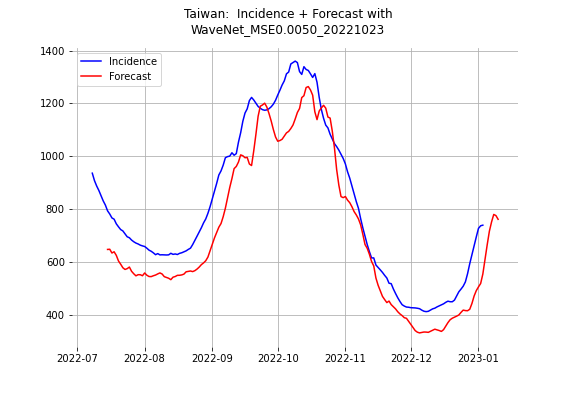 Taiwan:  Incidence + Forecast with
WaveNet_MSE0.0050_20221023
1400
1200
1000
800
600
400
Incidence
Forecast
2022-07 2022-08 2022-09 2022-10 2022-11 2022-12 2023-01